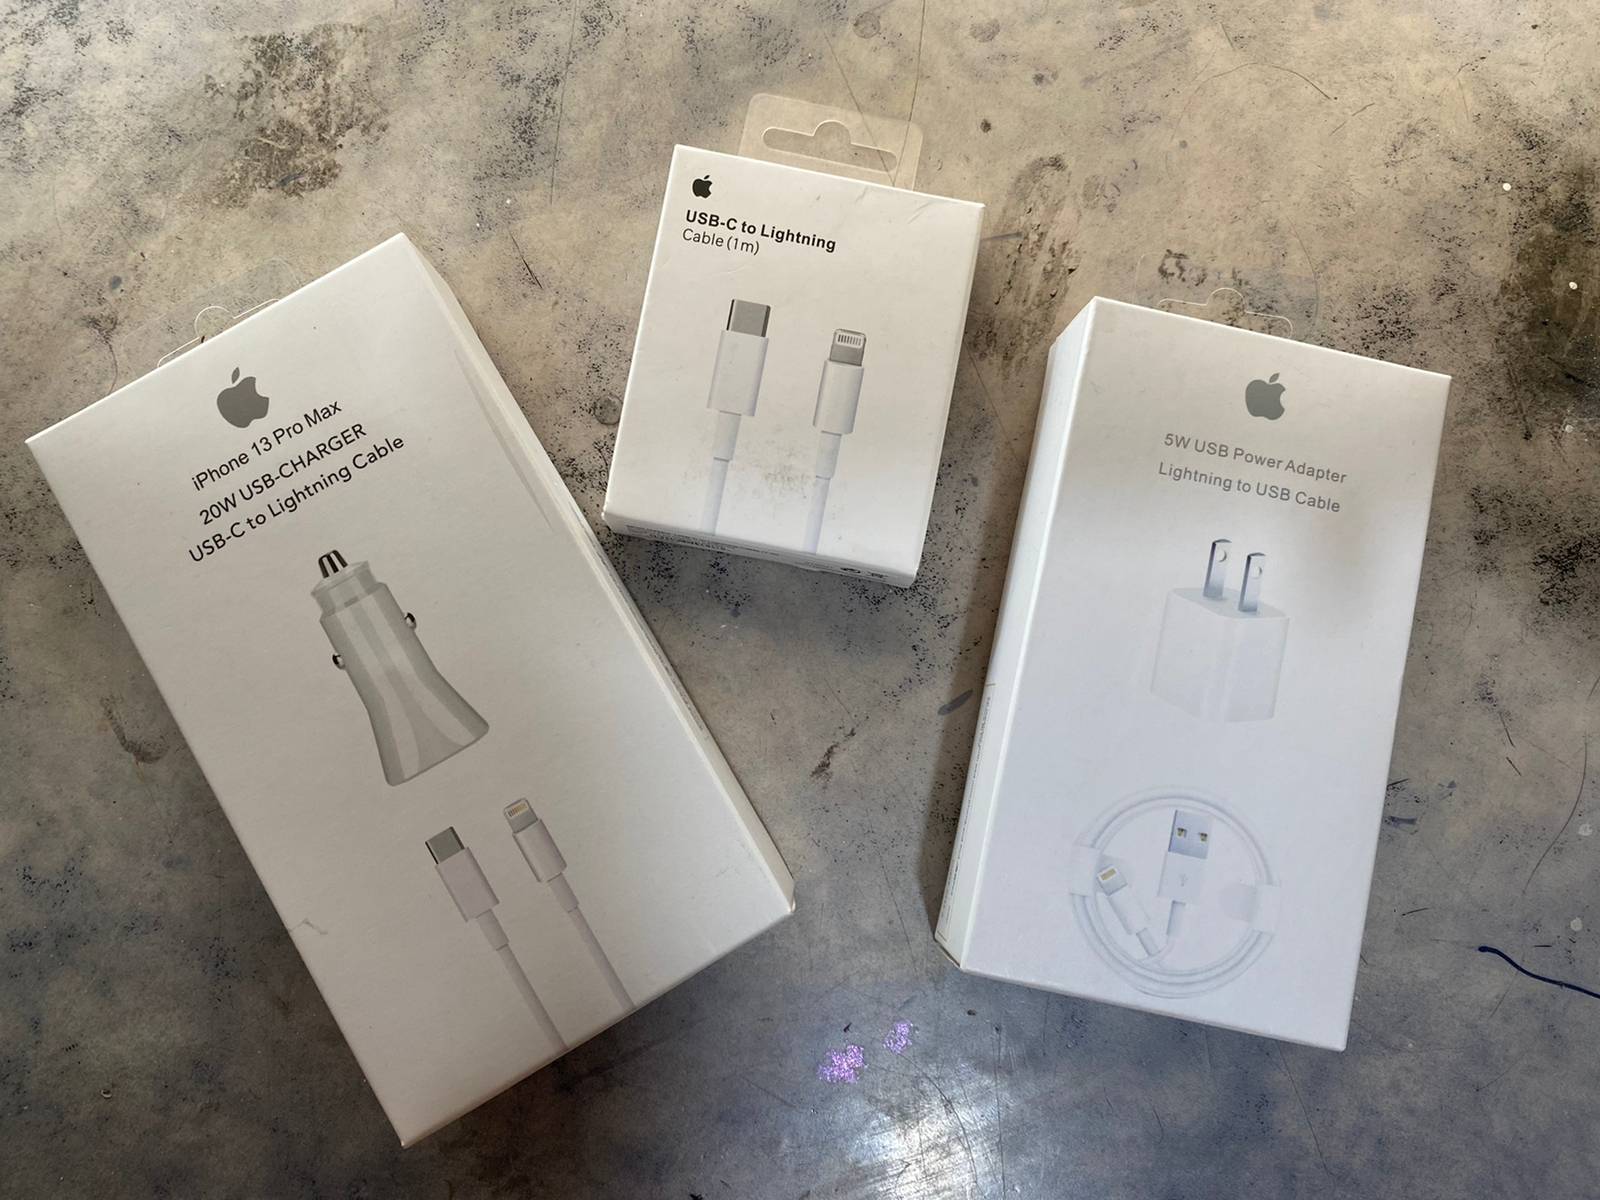 iPhone 13 Pro Max
20W USB-CHARGER
USB-C to Lightning Cable
USB-C to Lightning
Cable (1m)
5W USB Power Adapter
Lightning to USB Cable